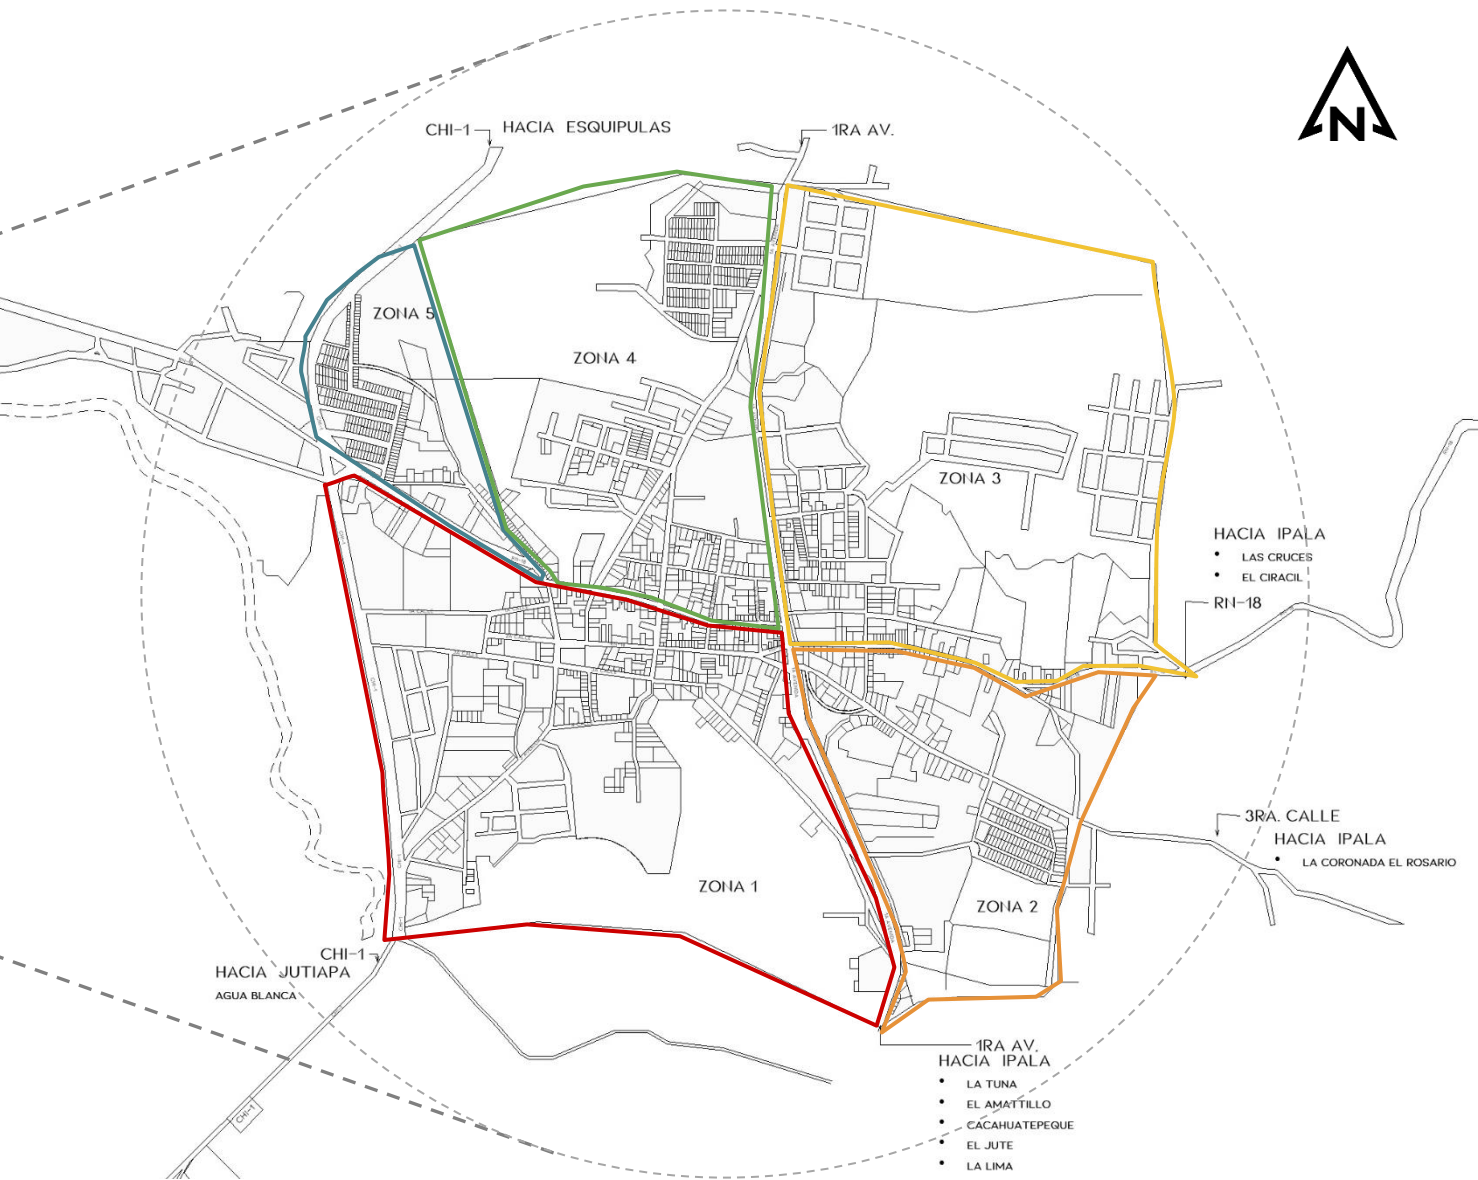 N
CHI-1
HACIA ESQUIPULAS
1RA AV.
ZONA 5
ZONA 4
ZONA 3
HACIA IPALA
• LAS CRUCES
• EL CIRACIL
RN-18
3RA. CALLE
HACIA IPALA
• LA CORONADA EL ROSARIO
ZONA 1
ZONA 2
CHI-1
HACIA JUTIAPA
AGUA BLANCA
1RA AV.
HACIA IPALA
• LA TUNA
• EL AMATTILLO
• CACAHUATEPEQUE
• EL JUTE
• LA LIMA
CHI-1